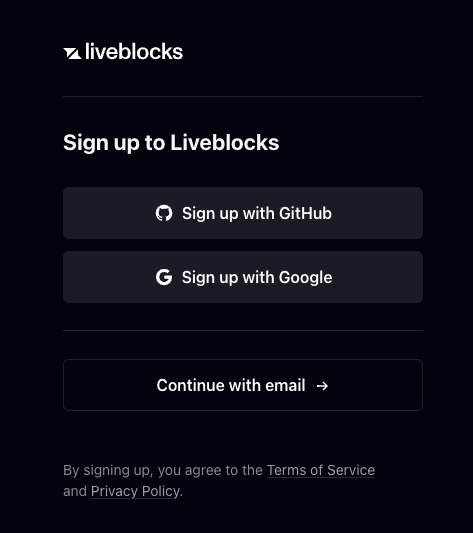 liveblocks
Sign up to Liveblocks
Sign up with GitHub
Sign up with Google
Continue with email →
By signing up, you agree to the Terms of Service
and Privacy Policy.